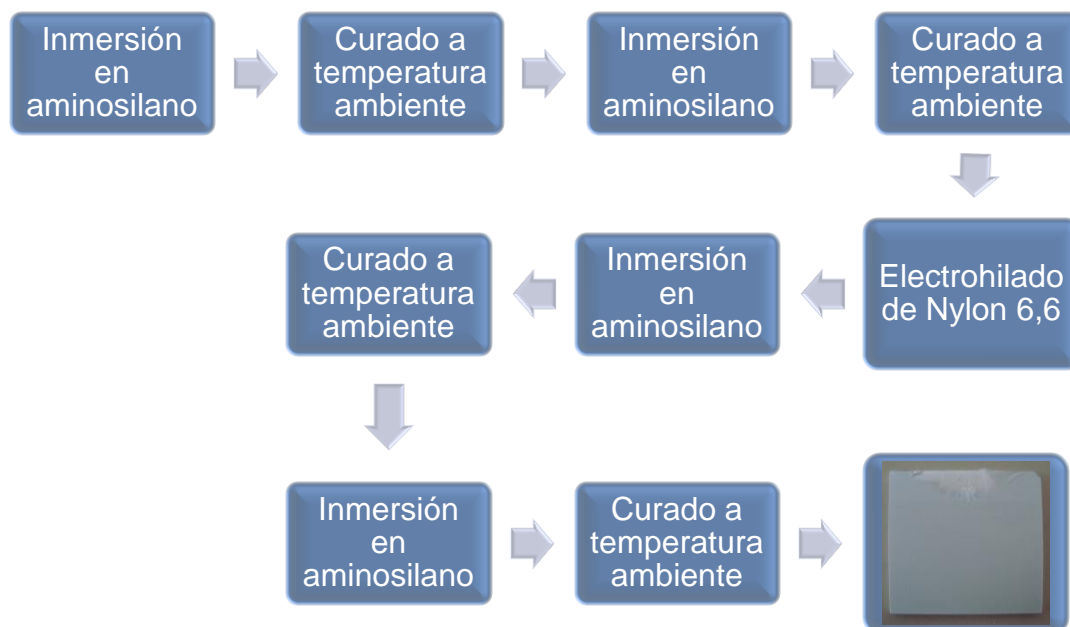 Inmersión
en
aminosilano
Curado a
temperatura
ambiente
Inmersión
en
aminosilano
Curado a
temperatura
ambiente
Electrohilado
de Nylon 6,6
Inmersión
en
aminosilano
Curado a
temperatura
ambiente
Inmersión
en
aminosilano
Curado a
temperatura
ambiente